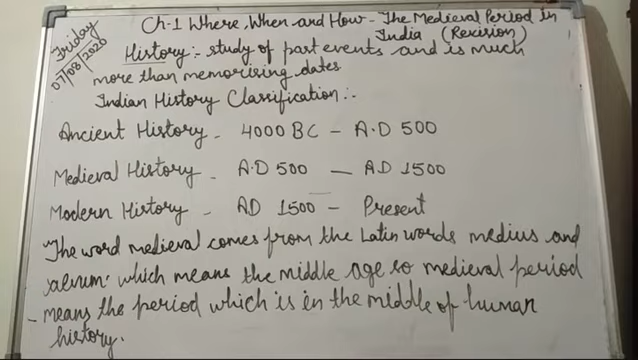 Friday
07/08/2020
Ch-1 Where, When and How - The Medieval Period in
India (Revision)
History:- study of past events and is much
more than memorising dates
Indian History Classification:-
Ancient History - 4000 BC - A.D 500
Medieval History - A.D 500 - AD 1500
Modern History - AD 1500 - Present
The word medieval comes from the Latin words medius and
aevum. which means the middle age so medieval period
- means the period which is in the middle of human
history.